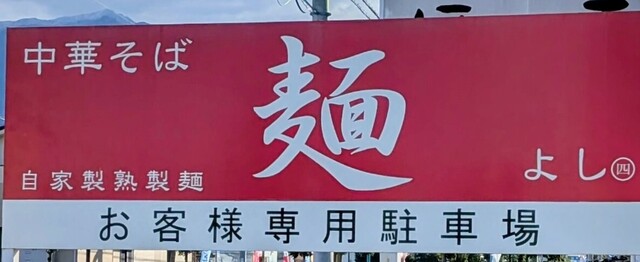 中華そば
麺
自家製熟製麺
よし㊃
お客様専用駐車場